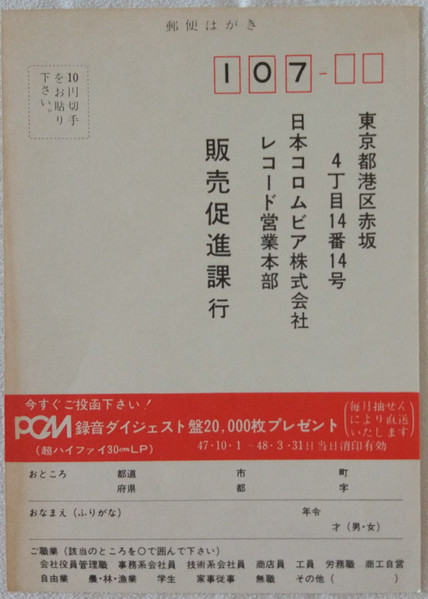 郵便はがき
10円切手
をお貼り
下さい。
107-
東京都港区赤坂
4丁目14番14号
日本コロムビア株式会社
レコード営業本部
販売促進課行
今すぐご投函下さい!
PCM録音ダイジェスト盤20,000枚プレゼント
(毎月抽せん
により直送
いたします)
(超ハイファイ30cmLP)
47・10・1−48・3・31日当日消印有効
おところ 都道 市 町
府県 都 字
おなまえ(ふりがな) 年令
才(男・女)
ご職業(該当のところを○で囲んで下さい)
会社役員管理職 事務系会社員 技術系会社員 商店員 工員 労務職 商工自営
自由業 農・林・漁業 学生 家事従事 無職 その他( )